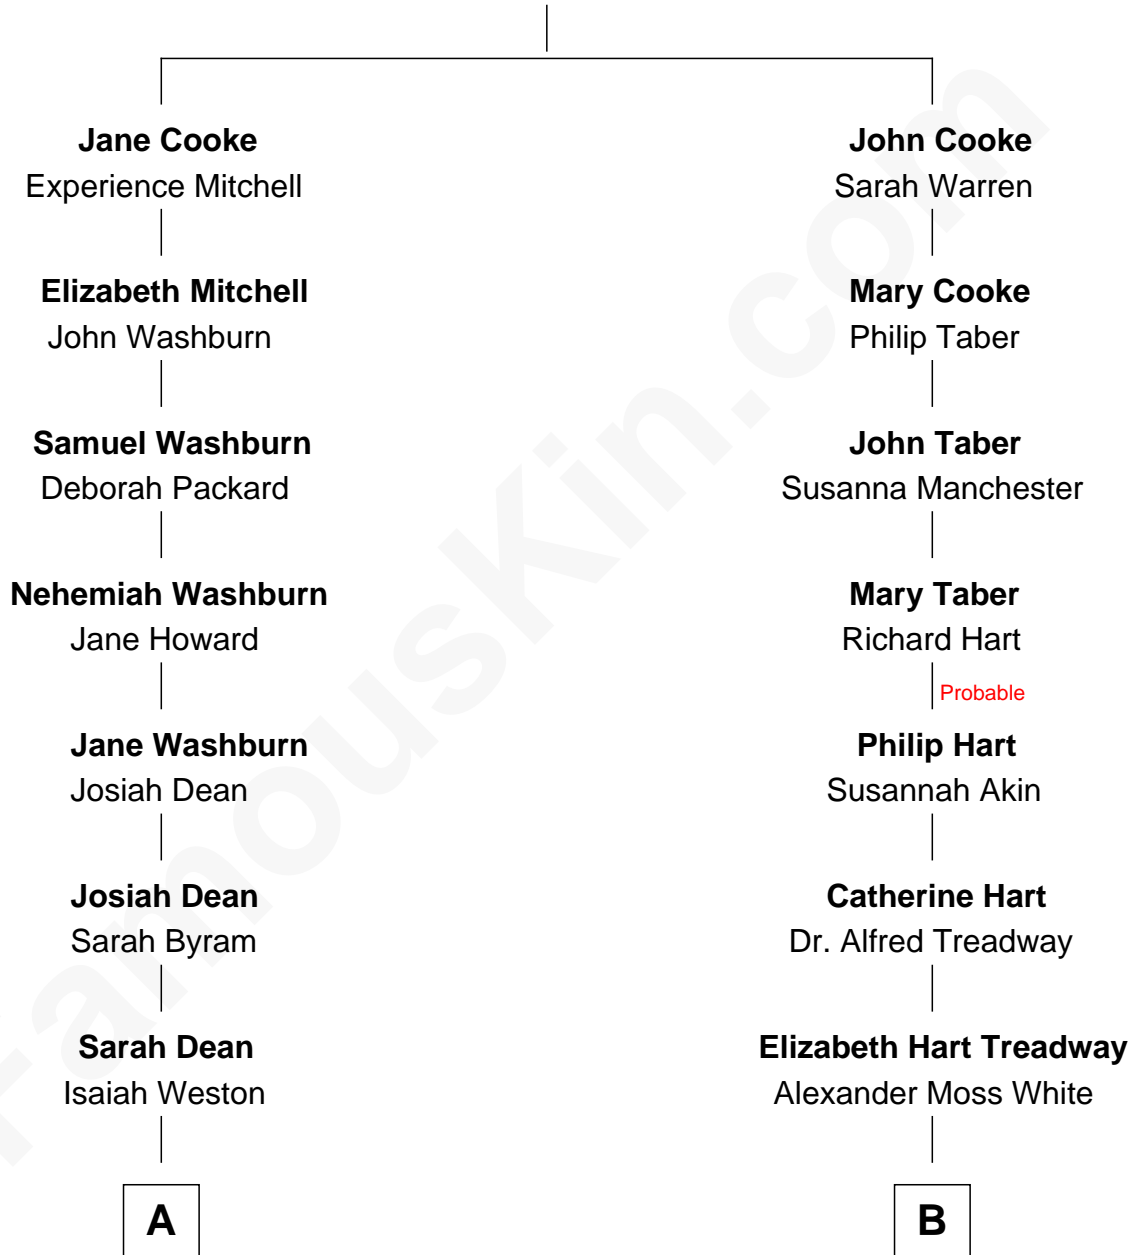 Jane Cooke
Experience Mitchell
John Cooke
Sarah Warren
Elizabeth Mitchell
John Washburn
Mary Cooke
Philip Taber
Samuel Washburn
Deborah Packard
John Taber
Susanna Manchester
Nehemiah Washburn
Jane Howard
Mary Taber
Richard Hart
Probable
Jane Washburn
Josiah Dean
Philip Hart
Susannah Akin
Josiah Dean
Sarah Byram
Catherine Hart
Dr. Alfred Treadway
Sarah Dean
Isaiah Weston
Elizabeth Hart Treadway
Alexander Moss White
A
B
FamousKin.com